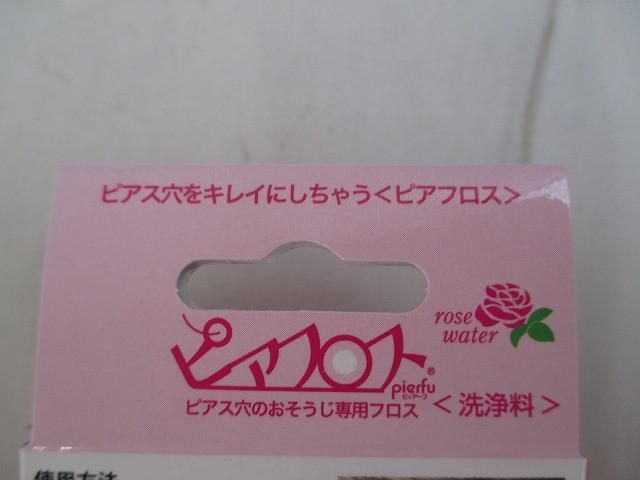 ピアス穴をキレイにしちゃう<ピアフロス>
rose
water
ピアフロス®
pierfu
ピィアーフ
ピアス穴のおそうじ専用フロス <洗浄料>
使用方法